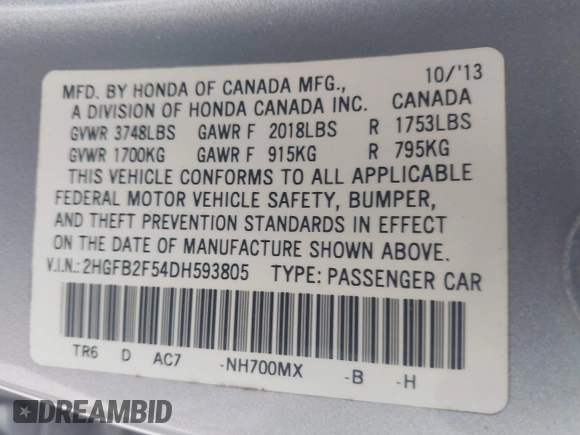 MFD. BY HONDA OF CANADA MFG., 10/'13
A DIVISION OF HONDA CANADA INC. CANADA
GVWR 3748LBS GAWR F 2018LBS R 1753LBS
GVWR 1700KG GAWR F 915KG R 795KG
THIS VEHICLE CONFORMS TO ALL APPLICABLE
FEDERAL MOTOR VEHICLE SAFETY, BUMPER,
AND THEFT PREVENTION STANDARDS IN EFFECT
ON THE DATE OF MANUFACTURE SHOWN ABOVE.
V.I.N.: 2HGFB2F54DH593805 TYPE: PASSENGER CAR
TR6 D AC7 -NH700MX -B -H
DREAMBID